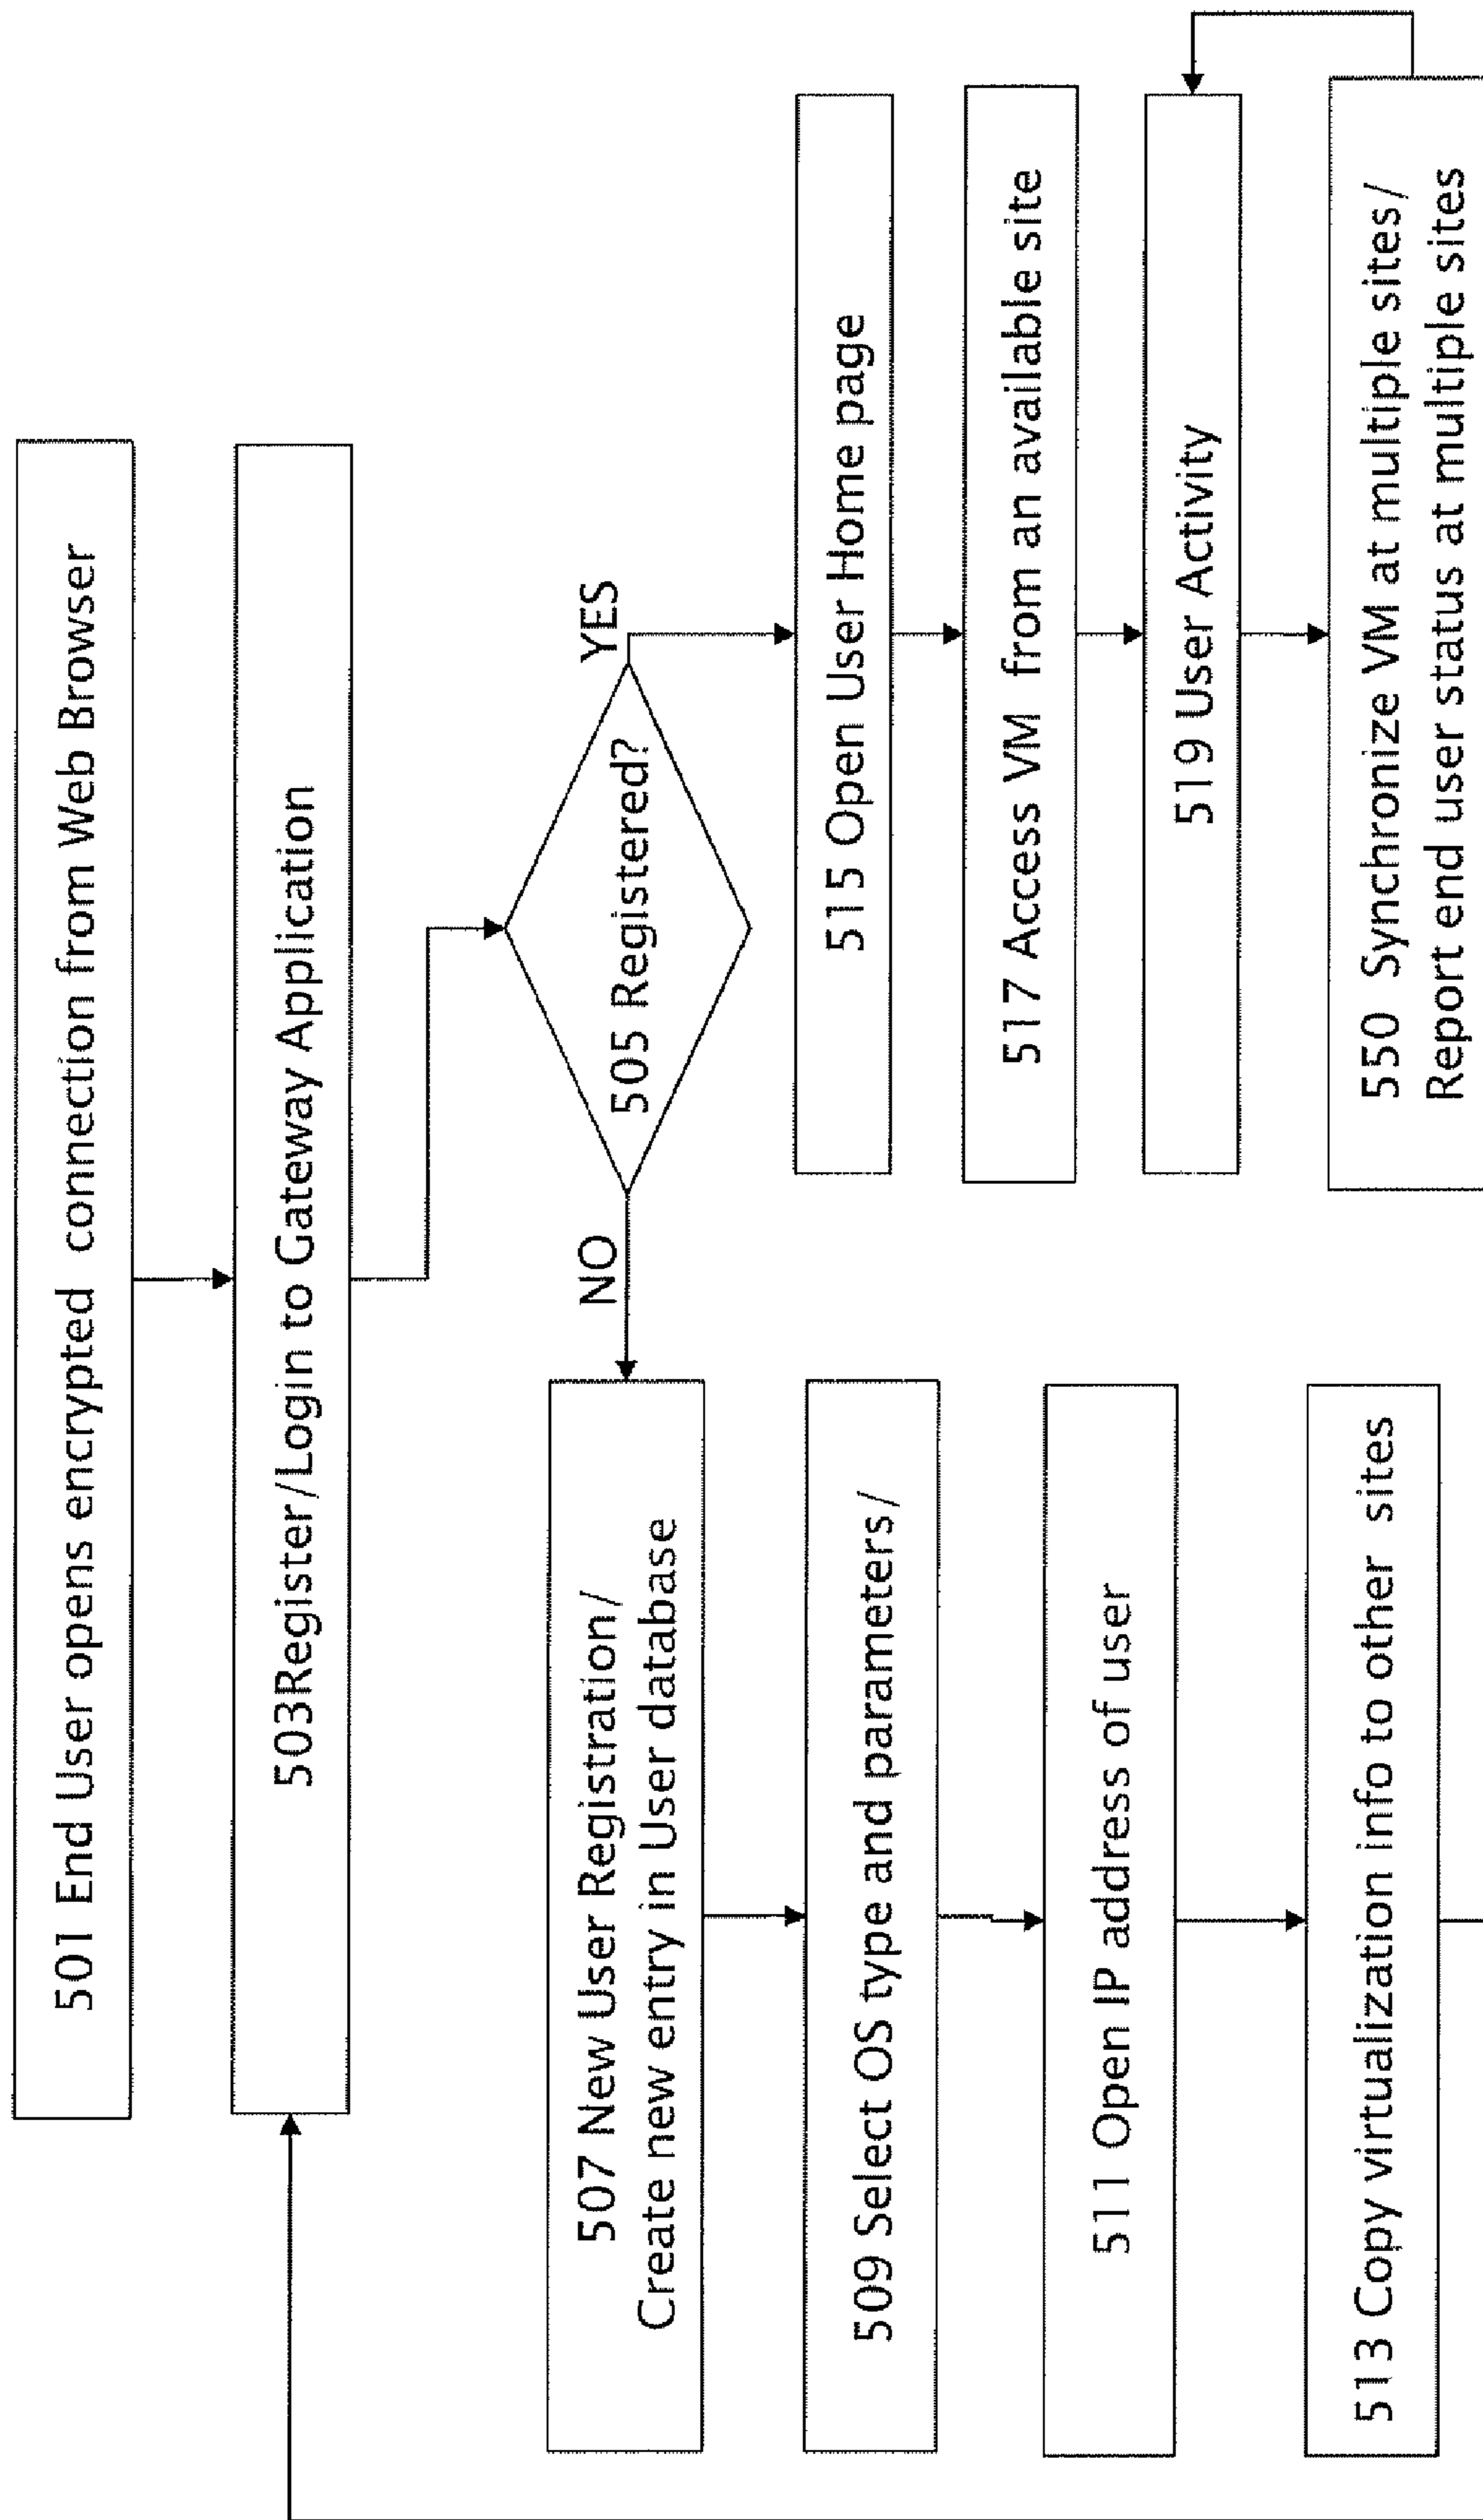 501 End User opens encrypted connection from Web Browser
503Register/Login to Gateway Application
505 Registered?
NO
YES
507 New User Registration/
Create new entry in User database
509 Select OS type and parameters/
511 Open IP address of user
513 Copy virtualization info to other sites
515 Open User Home page
517 Access VM from an available site
519 User Activity
550 Synchronize VM at multiple sites/
Report end user status at multiple sites